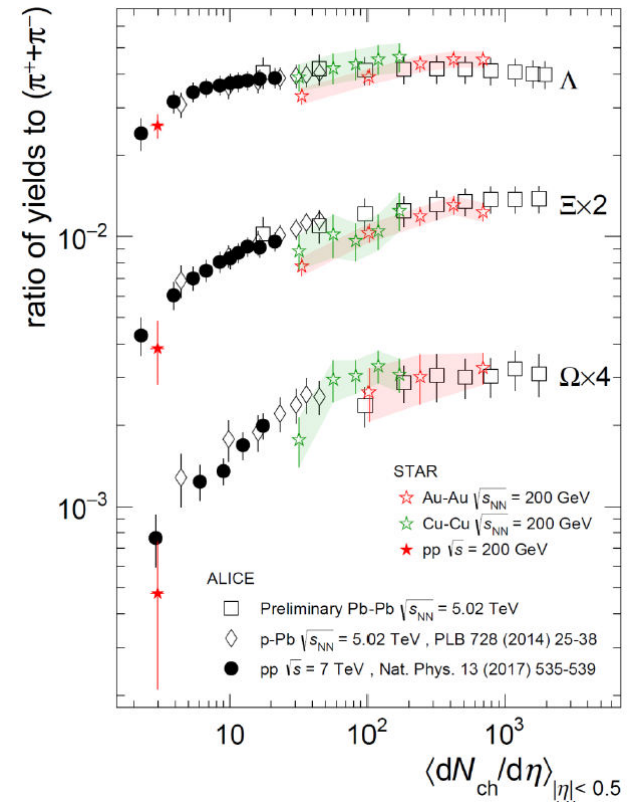 ratio of yields to (π⁺+π⁻)
10⁻¹
Λ
Ξ×2
10⁻²
Ω×4
STAR
Au-Au √s_NN = 200 GeV
Cu-Cu √s_NN = 200 GeV
pp √s = 200 GeV
10⁻³
ALICE
Preliminary Pb-Pb √s_NN = 5.02 TeV
p-Pb √s_NN = 5.02 TeV , PLB 728 (2014) 25-38
pp √s = 7 TeV , Nat. Phys. 13 (2017) 535-539
10 10² 10³
⟨dN_ch/dη⟩_|η|< 0.5